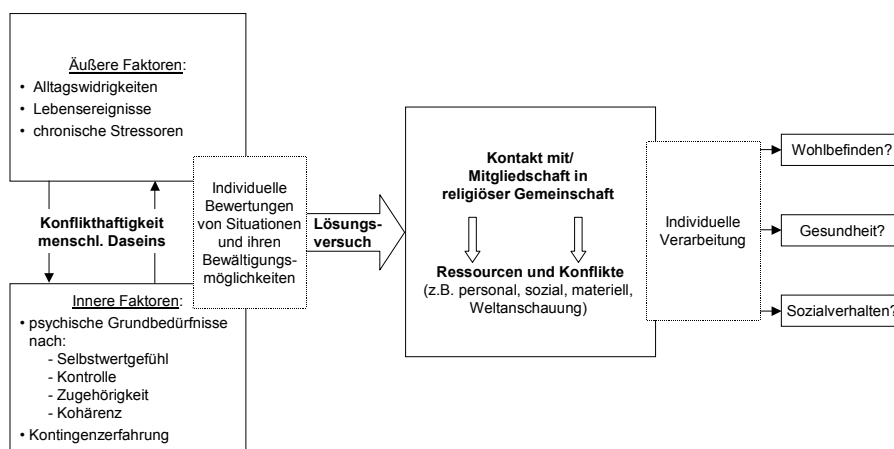 Äußere Faktoren:
• Alltagswidrigkeiten
• Lebensereignisse
• chronische Stressoren
Konflikthaftigkeit
menschl. Daseins
Innere Faktoren:
• psychische Grundbedürfnisse
nach:
- Selbstwertgefühl
- Kontrolle
- Zugehörigkeit
- Kohärenz
• Kontingenzerfahrung
Individuelle
Bewertungen
von Situationen
und ihren
Bewältigungs-
möglichkeiten
Lösungs-
versuch
Kontakt mit/
Mitgliedschaft in
religiöser Gemeinschaft
Ressourcen und Konflikte
(z.B. personal, sozial, materiell,
Weltanschauung)
Individuelle
Verarbeitung
Wohlbefinden?
Gesundheit?
Sozialverhalten?